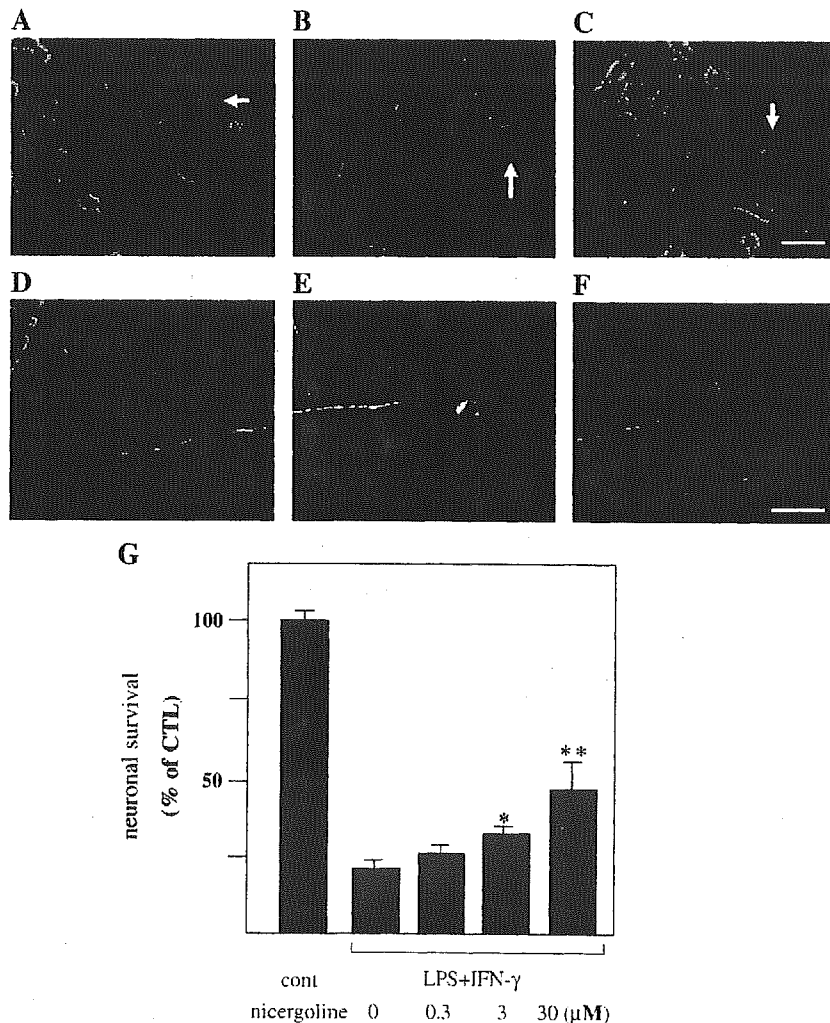 A
B
C
D
E
F
G
neuronal survival
(% of CTL)
100
50
*
**
cont
LPS+IFN-γ
nicergoline 0 0.3 3 30 (μM)